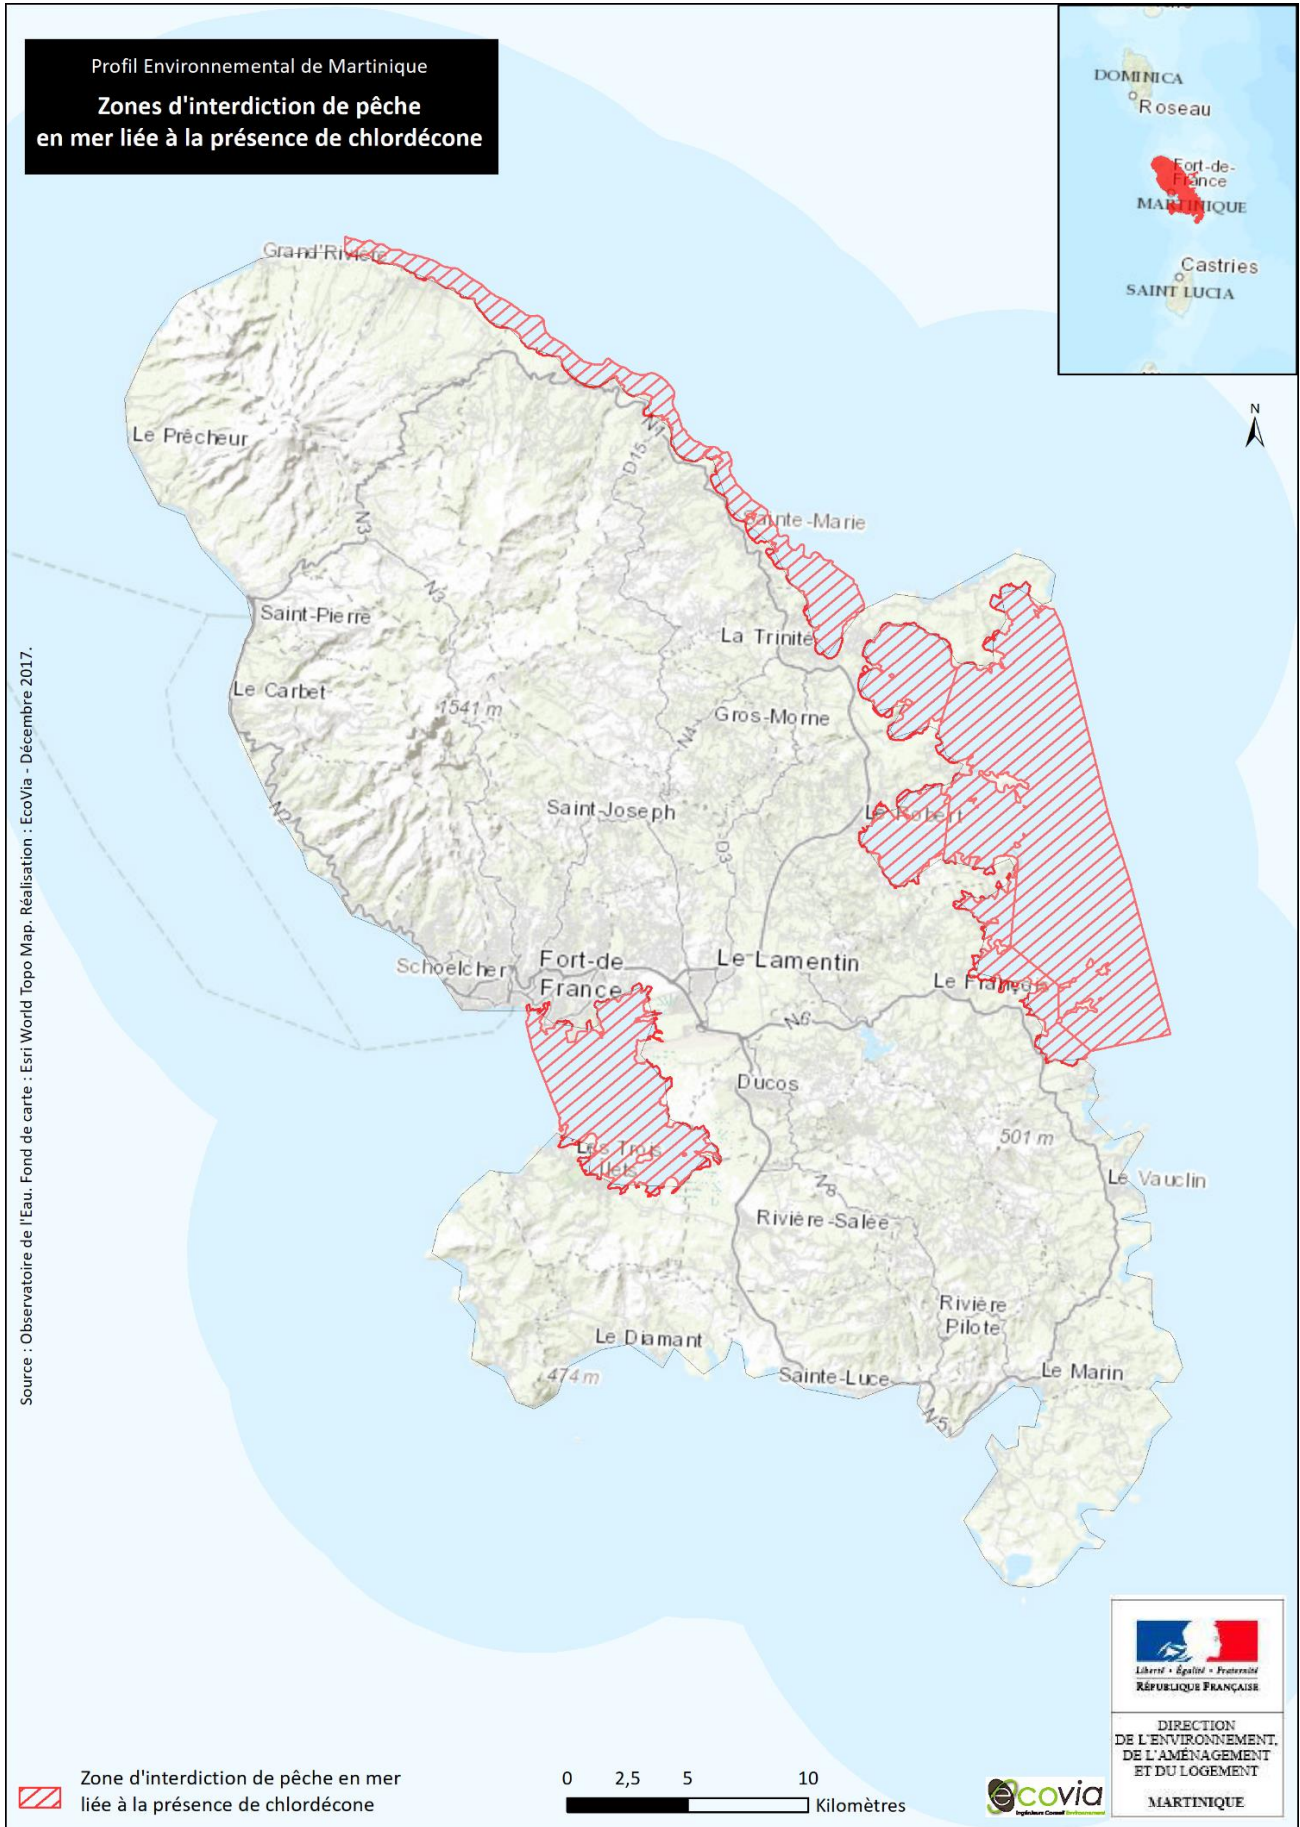 Profil Environnemental de Martinique
Zones d'interdiction de pêche
en mer liée à la présence de chlordécone
DOMINICA
Roseau
Fort-de-
France
MARTINIQUE
Castries
SAINT LUCIA
N
Grand'Rivière
Le Prêcheur
N1
D15
Sainte-Marie
N3
N3
Saint-Pierre
La Trinité
Le Carbet
1541 m
Gros-Morne
N4
N2
Saint-Joseph
D3
Le Robert
Schoelcher
Fort-de
France
Le Lamentin
Le François
N6
Ducos
501 m
Les Trois
Ilets
Le Vauclin
N8
Rivière-Salée
Rivière
Pilote
Le Diamant
474 m
Sainte-Luce
Le Marin
N5
Source : Observatoire de l'Eau. Fond de carte : Esri World Topo Map. Réalisation : EcoVia - Décembre 2017.
Zone d'interdiction de pêche en mer
liée à la présence de chlordécone
0 2,5 5 10
Kilomètres
ecovia
Ingénierie Conseil Environnement
Liberté • Égalité • Fraternité
RÉPUBLIQUE FRANÇAISE
DIRECTION
DE L'ENVIRONNEMENT,
DE L'AMÉNAGEMENT
ET DU LOGEMENT
MARTINIQUE